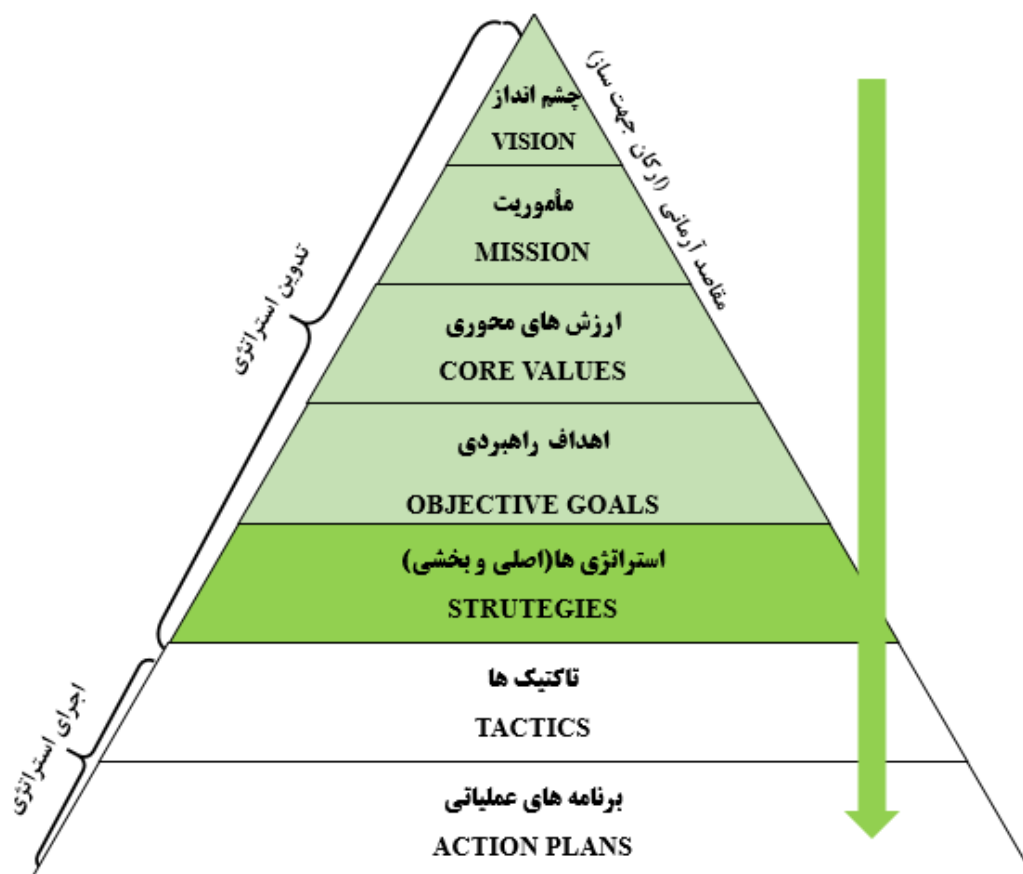 چشم انداز
VISION
مأموریت
MISSION
ارزش های محوری
CORE VALUES
اهداف راهبردی
OBJECTIVE GOALS
استراتژی ها(اصلی و بخشی)
STRUTEGIES
تاکتیک ها
TACTICS
برنامه های عملیاتی
ACTION PLANS
مقاصد آرمانی (ارکان جهت ساز)
تدوین استراتژی
اجرای استراتژی